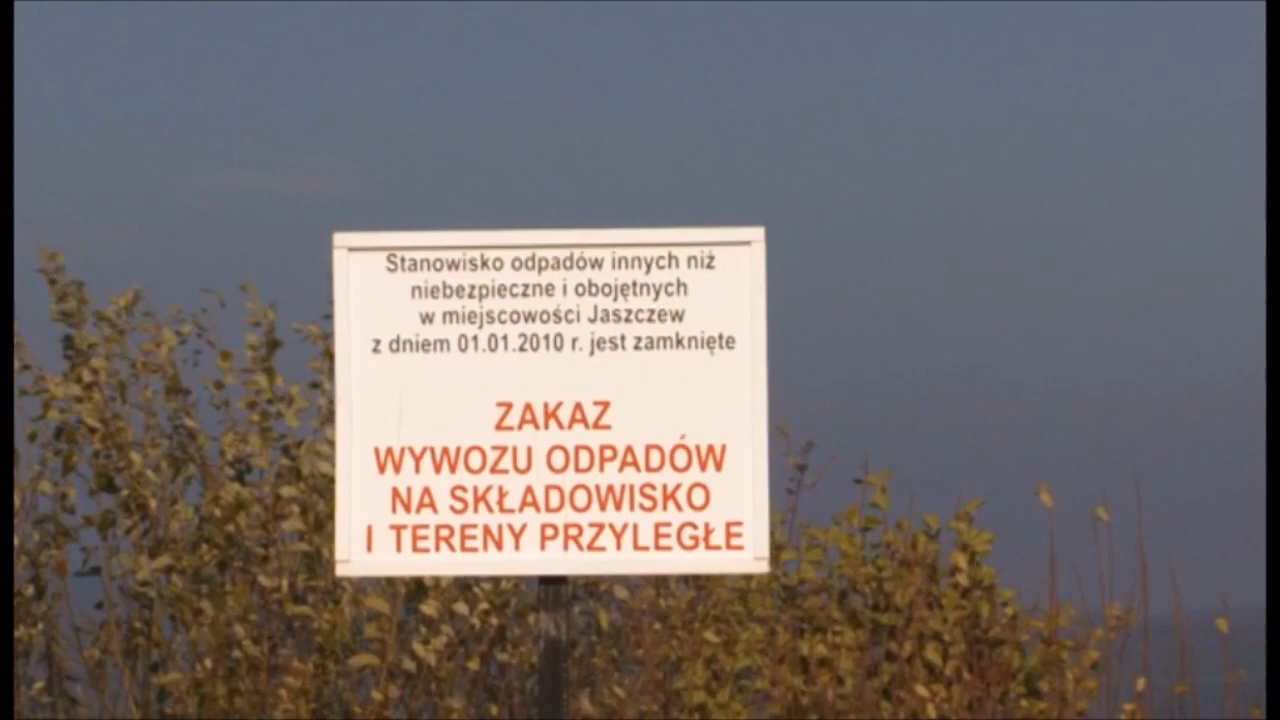 Stanowisko odpadów innych niż
niebezpieczne i obojętnych
w miejscowości Jaszczew
z dniem 01.01.2010 r. jest zamknięte
ZAKAZ
WYWOZU ODPADÓW
NA SKŁADOWISKO
I TERENY PRZYLEGŁE